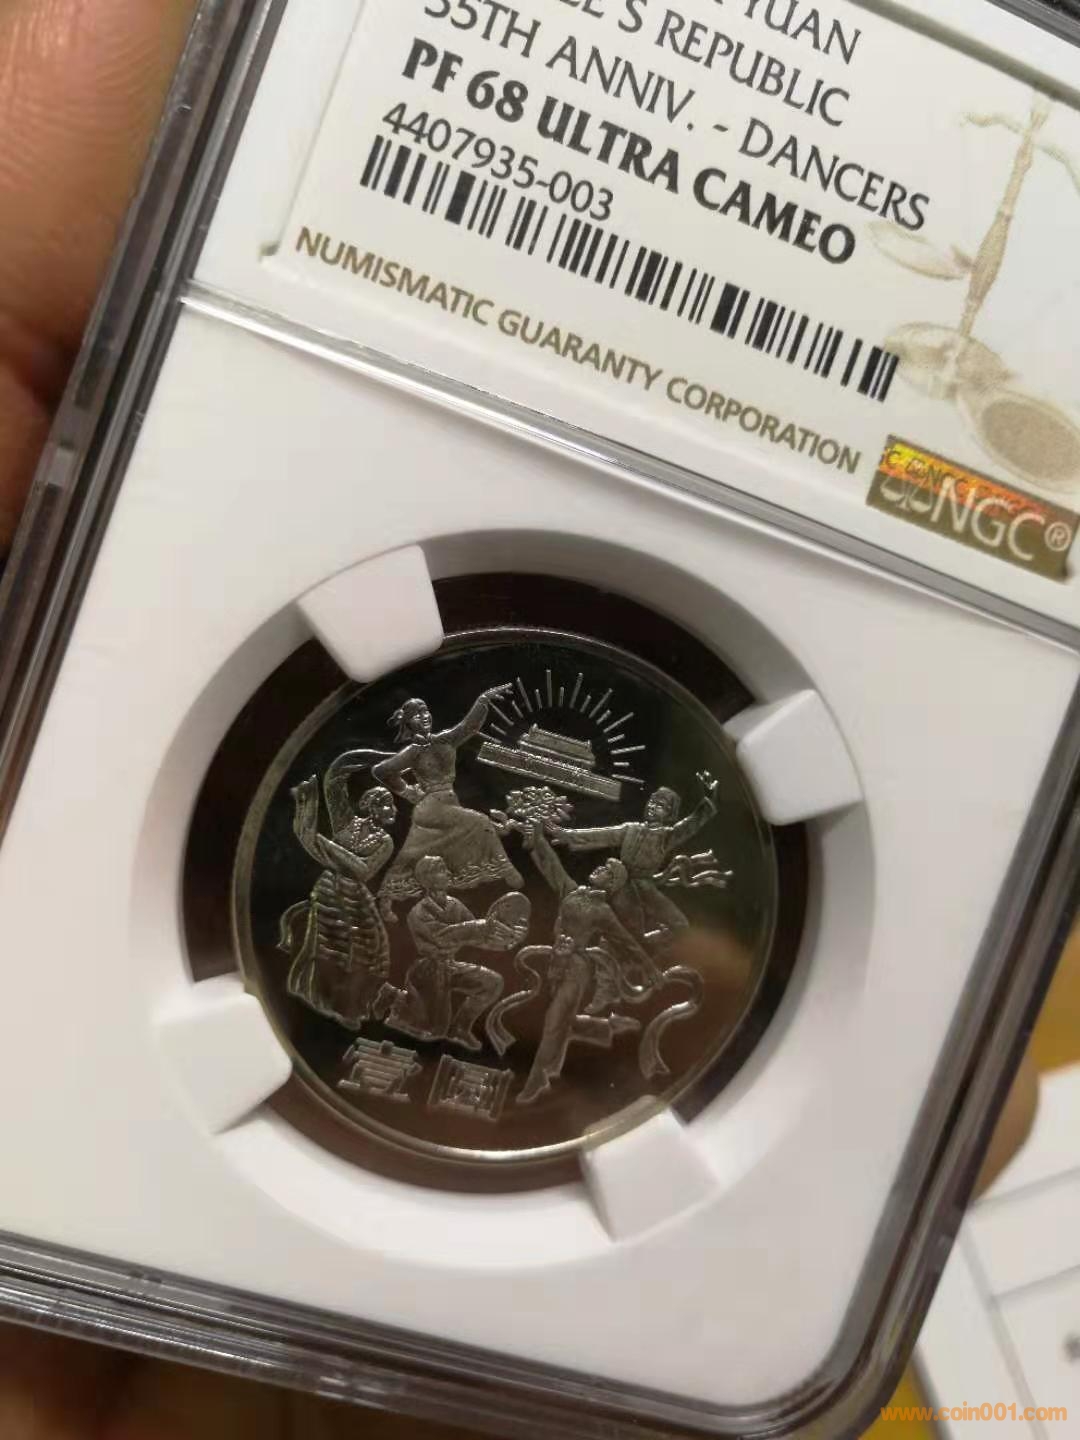 YUAN
REPUBLIC
TH ANNIV. - DANCERS
PF 68 ULTRA CAMEO
4407935-003
NUMISMATIC GUARANTY CORPORATION
NGC®
壹圆
www.coin001.com